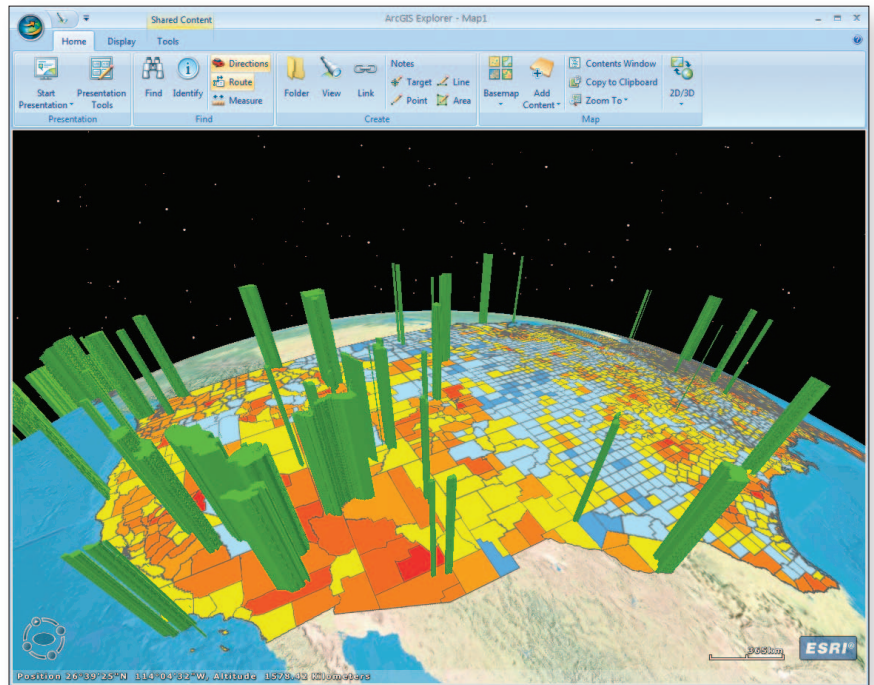 Shared Content
ArcGIS Explorer - Map1
Home
Display
Tools
Start Presentation
Presentation Tools
Presentation
Find
Identify
Directions
Route
Measure
Find
Folder
View
Link
Notes
Target
Line
Point
Area
Create
Basemap
Add Content
Contents Window
Copy to Clipboard
Zoom To
2D/3D
Map
365km
ESRI®
Position 26°39'25"N 114°04'32"W, Altitude 1578.42 Kilometers